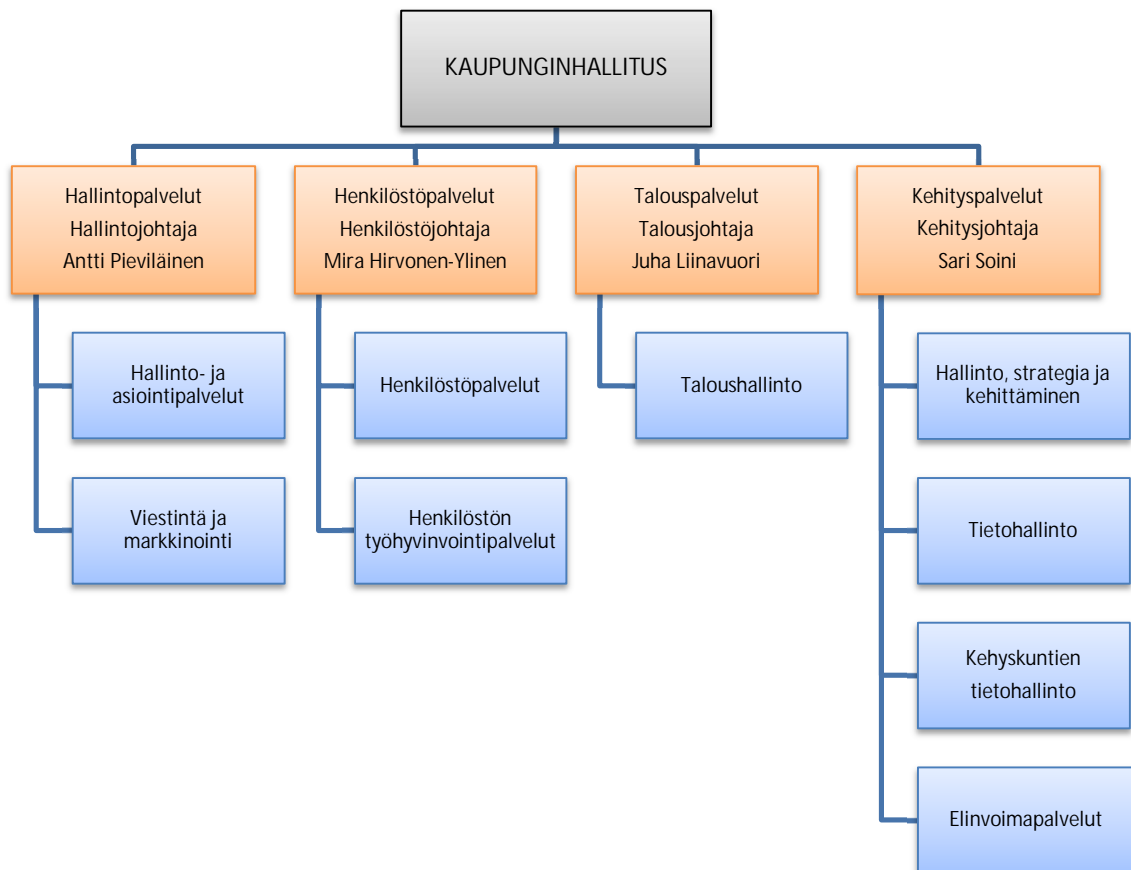 KAUPUNGINHALLITUS
Hallintopalvelut
Hallintojohtaja
Antti Pieviläinen
Henkilöstöpalvelut
Henkilöstöjohtaja
Mira Hirvonen-Ylinen
Talouspalvelut
Talousjohtaja
Juha Liinavuori
Kehityspalvelut
Kehitysjohtaja
Sari Soini
Hallinto- ja
asiointipalvelut
Viestintä ja
markkinointi
Henkilöstöpalvelut
Henkilöstön
työhyvinvointipalvelut
Taloushallinto
Hallinto, strategia ja
kehittäminen
Tietohallinto
Kehyskuntien
tietohallinto
Elinvoimapalvelut